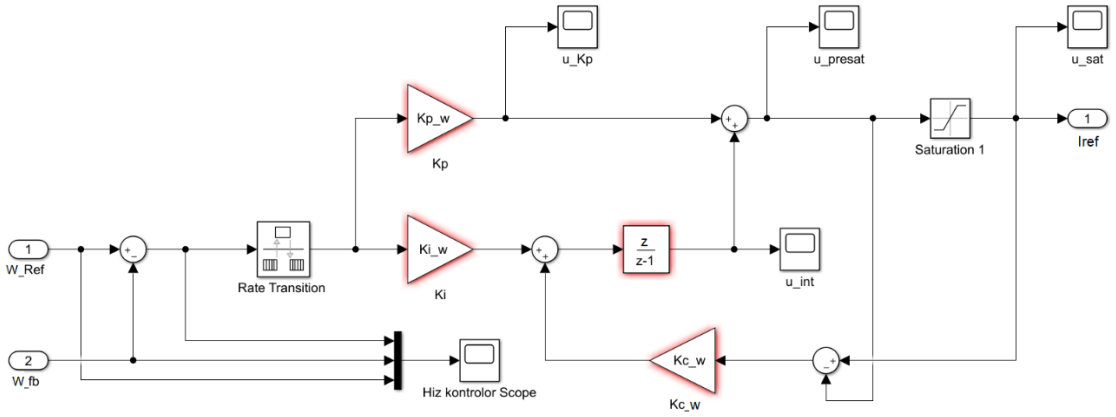 u_Kp
u_presat
u_sat
Kp_w
Kp
+
+
Saturation 1
1
Iref
1
W_Ref
+
−
Rate Transition
Ki_w
Ki
+
+
z
z-1
u_int
2
W_fb
Hiz kontrolor Scope
Kc_w
Kc_w
−
+